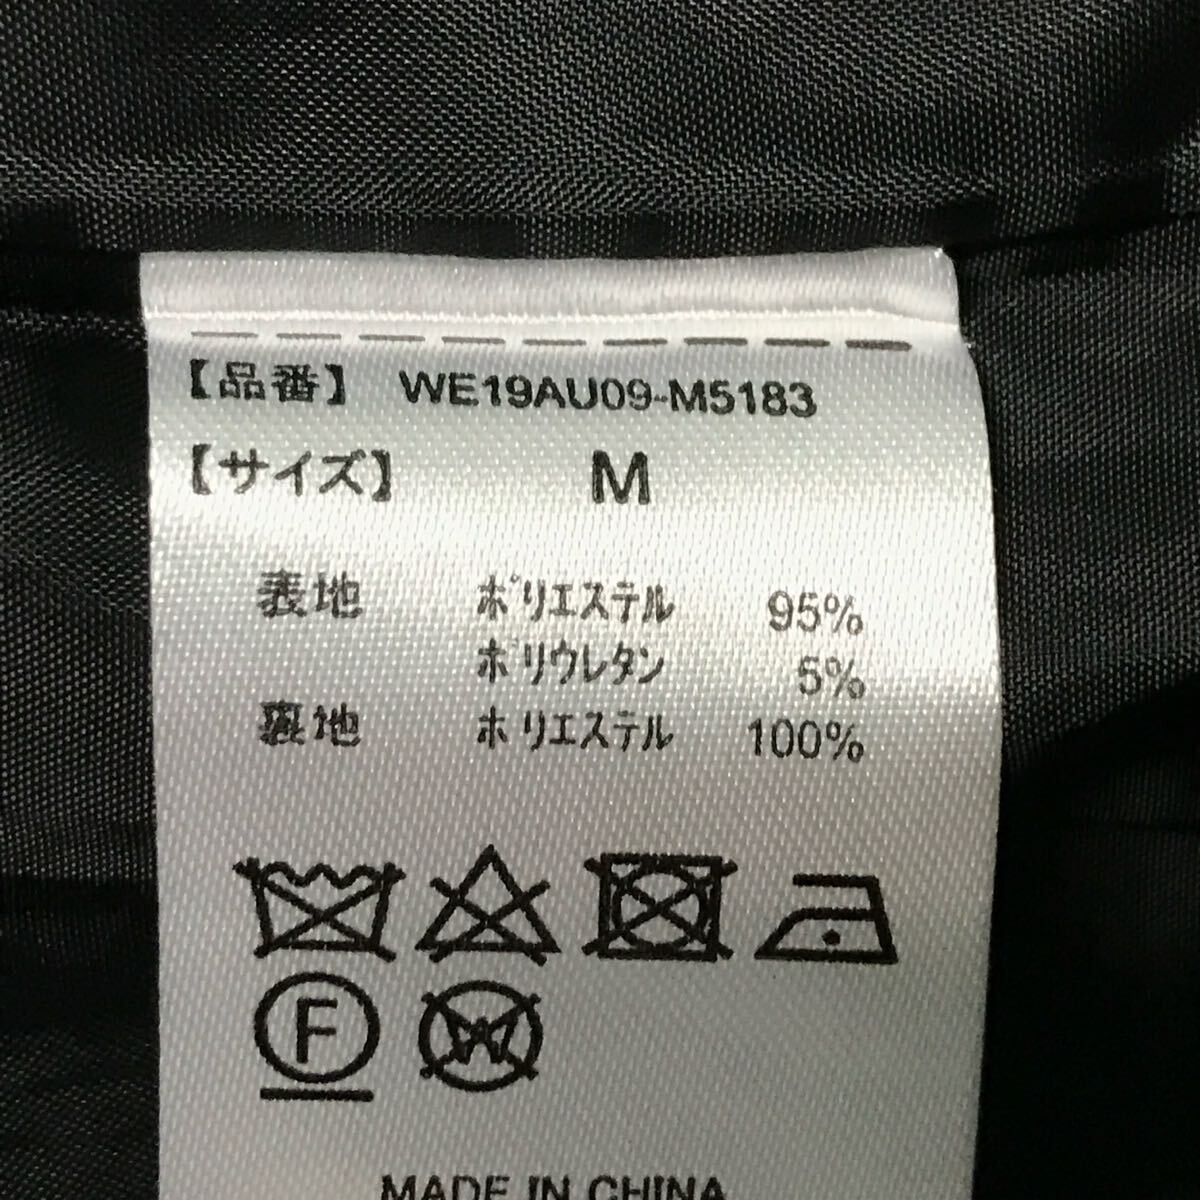 【品番】 WE19AU09-M5183
【サイズ】 M
表地 ポリエステル 95%
ポリウレタン 5%
裏地 ポリエステル 100%
F W
MADE IN CHINA